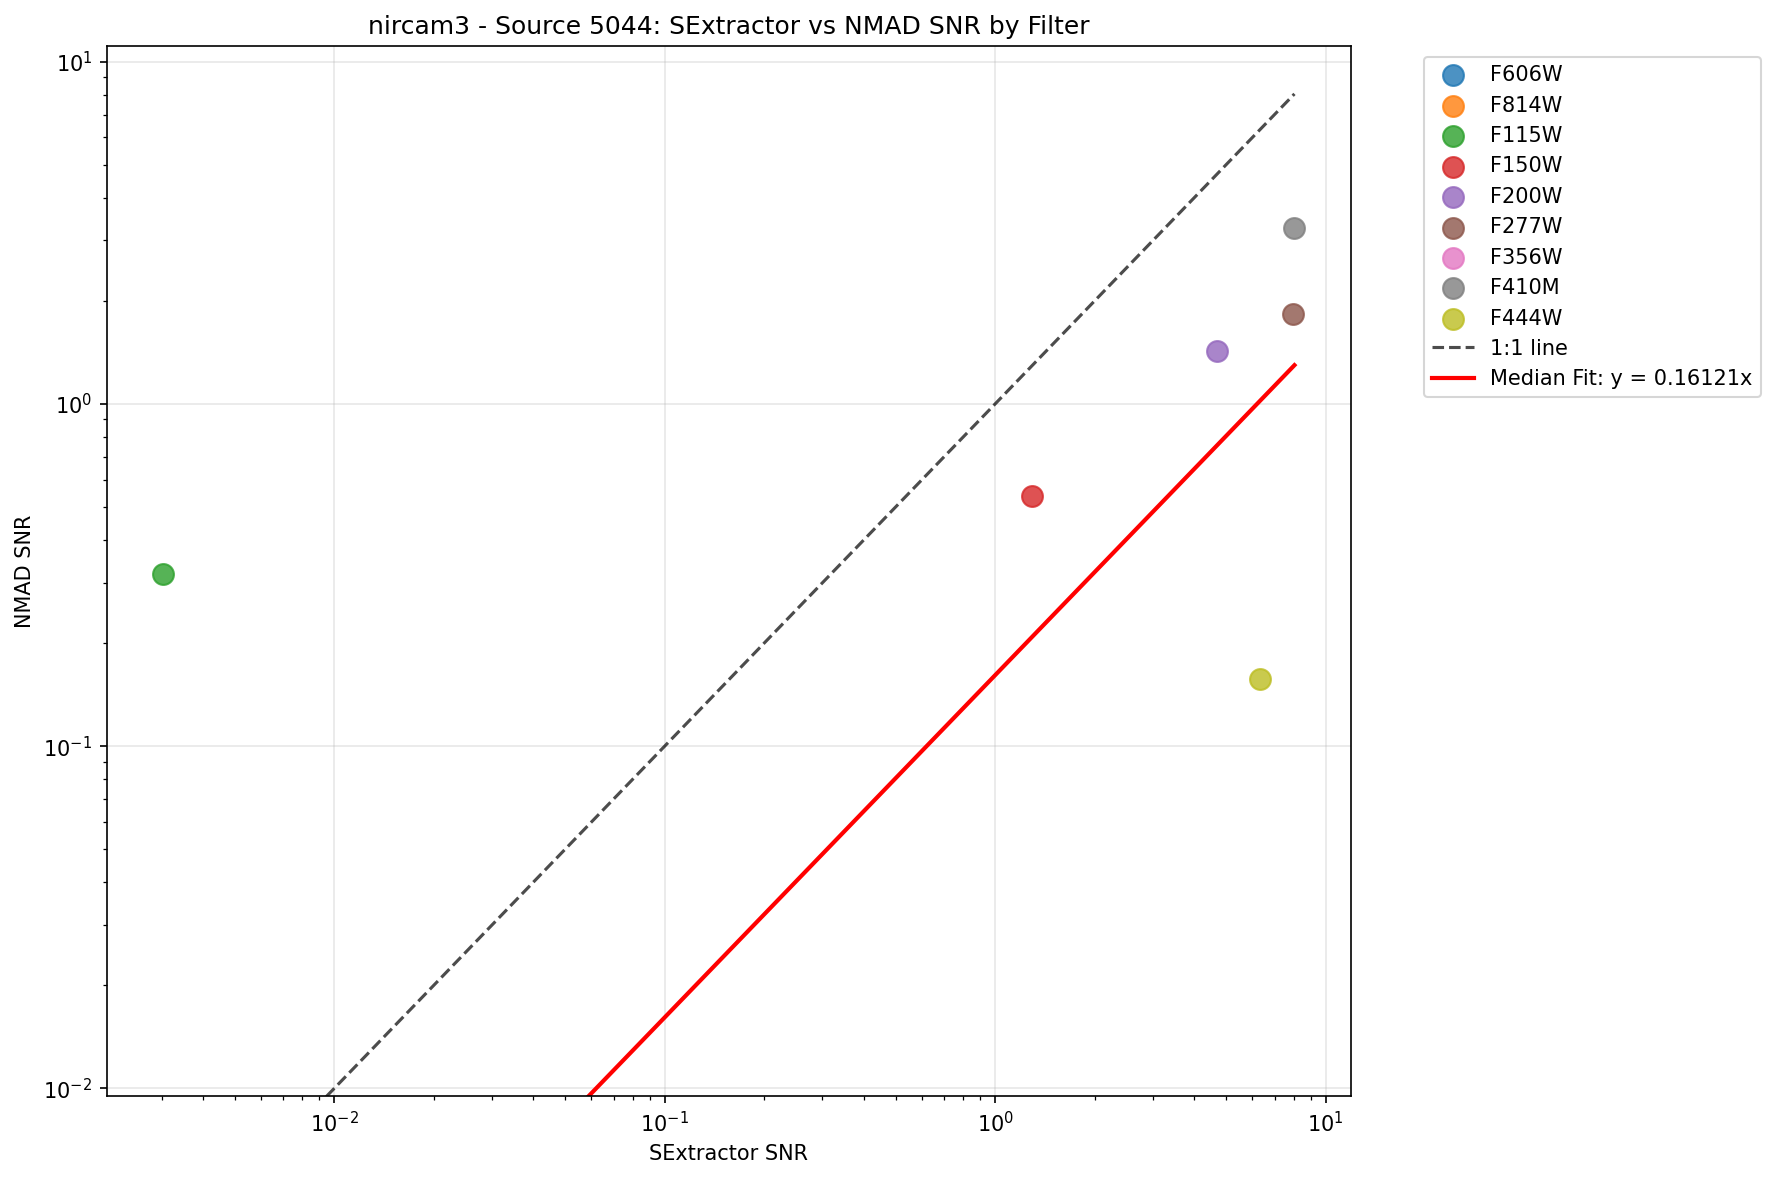 nircam3 - Source 5044: SExtractor vs NMAD SNR by Filter
10¹
10⁰
10⁻¹
10⁻²
NMAD SNR
10⁻²
10⁻¹
10⁰
10¹
SExtractor SNR
F606W
F814W
F115W
F150W
F200W
F277W
F356W
F410M
F444W
1:1 line
Median Fit: y = 0.16121x